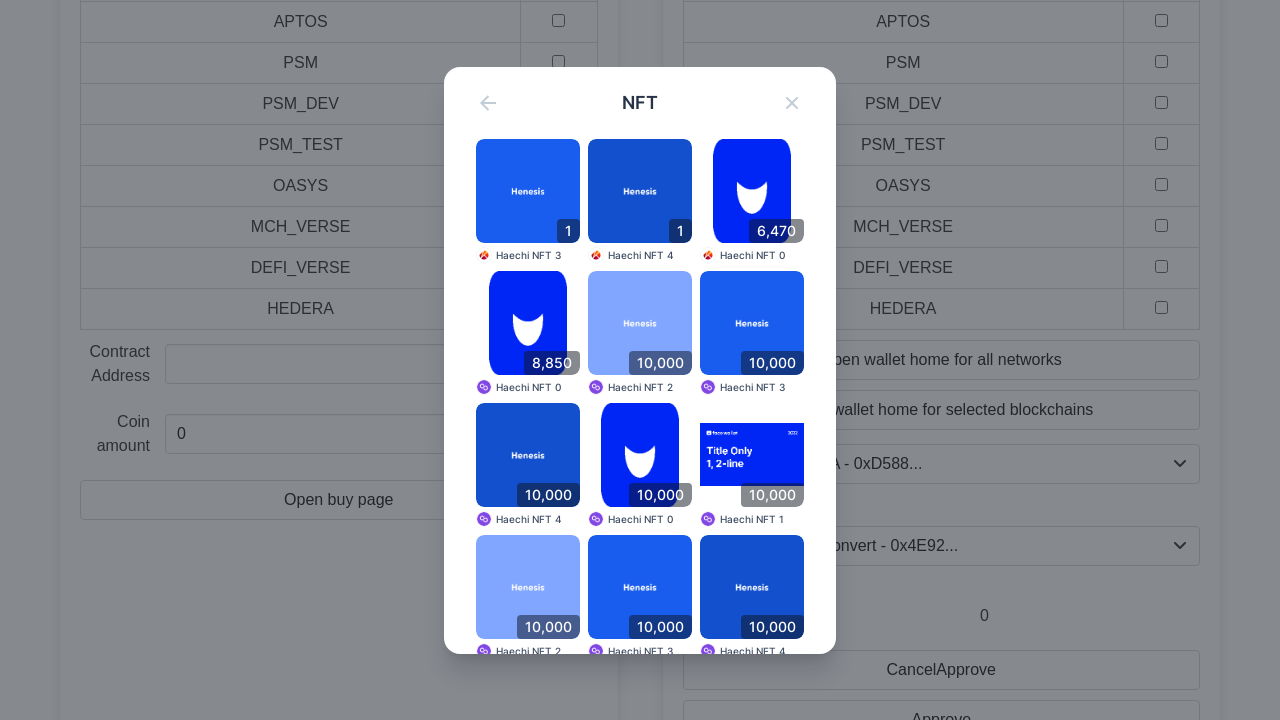 APTOS
APTOS
PSM
PSM
PSM_DEV
PSM_DEV
PSM_TEST
PSM_TEST
OASYS
OASYS
MCH_VERSE
MCH_VERSE
DEFI_VERSE
DEFI_VERSE
HEDERA
HEDERA
Contract
Address
Coin
amount
0
Open buy page
pen wallet home for all networks
wallet home for selected blockchains
A - 0xD588...
onvert - 0x4E92...
0
CancelApprove
Approve
NFT
Henesis
1
Haechi NFT 3
Henesis
1
Haechi NFT 4
6,470
Haechi NFT 0
8,850
Haechi NFT 0
Henesis
10,000
Haechi NFT 2
Henesis
10,000
Haechi NFT 3
Henesis
10,000
Haechi NFT 4
10,000
Haechi NFT 0
face wallet
2022
Title Only
1, 2-line
10,000
Haechi NFT 1
Henesis
10,000
Haechi NFT 2
Henesis
10,000
Haechi NFT 3
Henesis
10,000
Haechi NFT 4